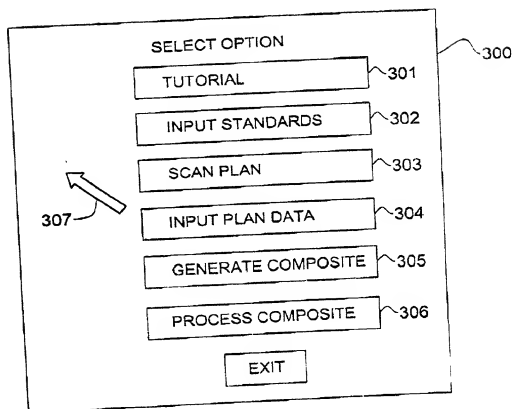 SELECT OPTION
300
TUTORIAL 301
INPUT STANDARDS 302
SCAN PLAN 303
307
INPUT PLAN DATA 304
GENERATE COMPOSITE 305
PROCESS COMPOSITE 306
EXIT